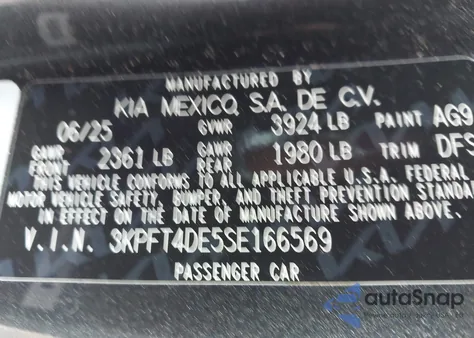 MANUFACTURED BY
KIA MEXICO, S.A. DE C.V.
06/25 GVWR 3924 LB PAINT AG9
GAWR FRONT 2361 LB GAWR REAR 1980 LB TRIM DFS
THIS VEHICLE CONFORMS TO ALL APPLICABLE U.S.A. FEDERAL
MOTOR VEHICLE SAFETY, BUMPER, AND THEFT PREVENTION STANDA
IN EFFECT ON THE DATE OF MANUFACTURE SHOWN ABOVE.
V.I.N. 3KPFT4DE5SE166569
PASSENGER CAR
autoSnap